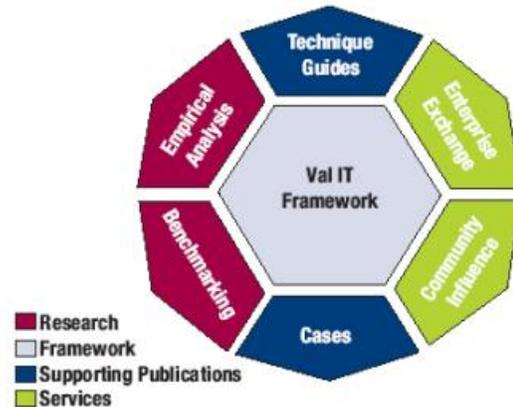 Technique
Guides
Enterprise
Exchange
Community
Influence
Cases
Benchmarking
Empirical
Analysis
Val IT
Framework
Research
Framework
Supporting Publications
Services